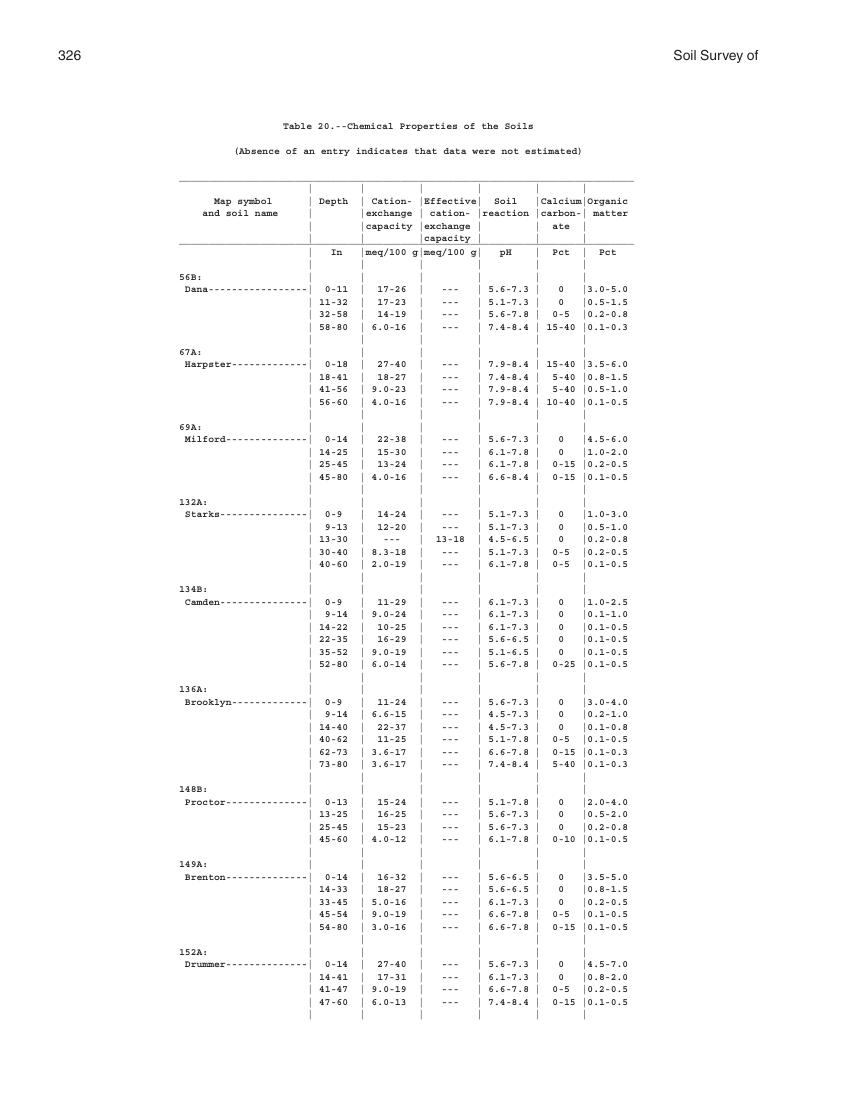 326
Soil Survey of
Table 20.--Chemical Properties of the Soils
(Absence of an entry indicates that data were not estimated)
Map symbol | Depth | Cation- |Effective| Soil |Calcium|Organic
and soil name | | exchange | cation- |reaction |carbon-| matter
| | capacity |exchange | | ate |
| | |capacity | | |
| In |meq/100 g|meq/100 g| pH | Pct | Pct
56B:
Dana-----------------| 0-11 | 17-26 | --- | 5.6-7.3 | 0 |3.0-5.0
| 11-32 | 17-23 | --- | 5.1-7.3 | 0 |0.5-1.5
| 32-58 | 14-19 | --- | 5.6-7.8 | 0-5 |0.2-0.8
| 58-80 | 6.0-16 | --- | 7.4-8.4 | 15-40 |0.1-0.3
67A:
Harpster-------------| 0-18 | 27-40 | --- | 7.9-8.4 | 15-40 |3.5-6.0
| 18-41 | 18-27 | --- | 7.4-8.4 | 5-40 |0.8-1.5
| 41-56 | 9.0-23 | --- | 7.9-8.4 | 5-40 |0.5-1.0
| 56-60 | 4.0-16 | --- | 7.9-8.4 | 10-40 |0.1-0.5
69A:
Milford--------------| 0-14 | 22-38 | --- | 5.6-7.3 | 0 |4.5-6.0
| 14-25 | 15-30 | --- | 6.1-7.8 | 0 |1.0-2.0
| 25-45 | 13-24 | --- | 6.1-7.8 | 0-15 |0.2-0.5
| 45-80 | 4.0-16 | --- | 6.6-8.4 | 0-15 |0.1-0.5
132A:
Starks---------------| 0-9 | 14-24 | --- | 5.1-7.3 | 0 |1.0-3.0
| 9-13 | 12-20 | --- | 5.1-7.3 | 0 |0.5-1.0
| 13-30 | --- | 13-18 | 4.5-6.5 | 0 |0.2-0.8
| 30-40 | 8.3-18 | --- | 5.1-7.3 | 0-5 |0.2-0.5
| 40-60 | 2.0-19 | --- | 6.1-7.8 | 0-5 |0.1-0.5
134B:
Camden---------------| 0-9 | 11-29 | --- | 6.1-7.3 | 0 |1.0-2.5
| 9-14 | 9.0-24 | --- | 6.1-7.3 | 0 |0.1-1.0
| 14-22 | 10-25 | --- | 6.1-7.3 | 0 |0.1-0.5
| 22-35 | 16-29 | --- | 5.6-6.5 | 0 |0.1-0.5
| 35-52 | 9.0-19 | --- | 5.1-6.5 | 0 |0.1-0.5
| 52-80 | 6.0-14 | --- | 5.6-7.8 | 0-25 |0.1-0.5
136A:
Brooklyn-------------| 0-9 | 11-24 | --- | 5.6-7.3 | 0 |3.0-4.0
| 9-14 | 6.6-15 | --- | 4.5-7.3 | 0 |0.2-1.0
| 14-40 | 22-37 | --- | 4.5-7.3 | 0 |0.1-0.8
| 40-62 | 11-25 | --- | 5.1-7.8 | 0-5 |0.1-0.5
| 62-73 | 3.6-17 | --- | 6.6-7.8 | 0-15 |0.1-0.3
| 73-80 | 3.6-17 | --- | 7.4-8.4 | 5-40 |0.1-0.3
148B:
Proctor--------------| 0-13 | 15-24 | --- | 5.1-7.8 | 0 |2.0-4.0
| 13-25 | 16-25 | --- | 5.6-7.3 | 0 |0.5-2.0
| 25-45 | 15-23 | --- | 5.6-7.3 | 0 |0.2-0.8
| 45-60 | 4.0-12 | --- | 6.1-7.8 | 0-10 |0.1-0.5
149A:
Brenton--------------| 0-14 | 16-32 | --- | 5.6-6.5 | 0 |3.5-5.0
| 14-33 | 18-27 | --- | 5.6-6.5 | 0 |0.8-1.5
| 33-45 | 5.0-16 | --- | 6.1-7.3 | 0 |0.2-0.5
| 45-54 | 9.0-19 | --- | 6.6-7.8 | 0-5 |0.1-0.5
| 54-80 | 3.0-16 | --- | 6.6-7.8 | 0-15 |0.1-0.5
152A:
Drummer--------------| 0-14 | 27-40 | --- | 5.6-7.3 | 0 |4.5-7.0
| 14-41 | 17-31 | --- | 6.1-7.3 | 0 |0.8-2.0
| 41-47 | 9.0-19 | --- | 6.6-7.8 | 0-5 |0.2-0.5
| 47-60 | 6.0-13 | --- | 7.4-8.4 | 0-15 |0.1-0.5